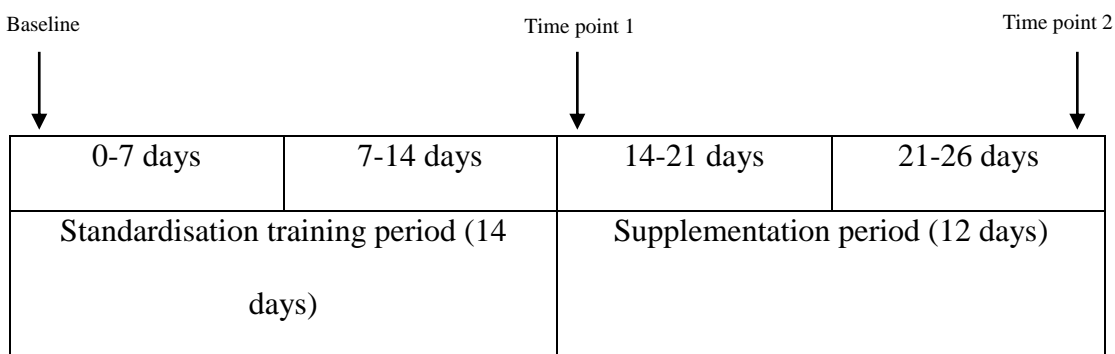 Baseline
Time point 1
Time point 2
0-7 days
7-14 days
14-21 days
21-26 days
Standardisation training period (14
days)
Supplementation period (12 days)